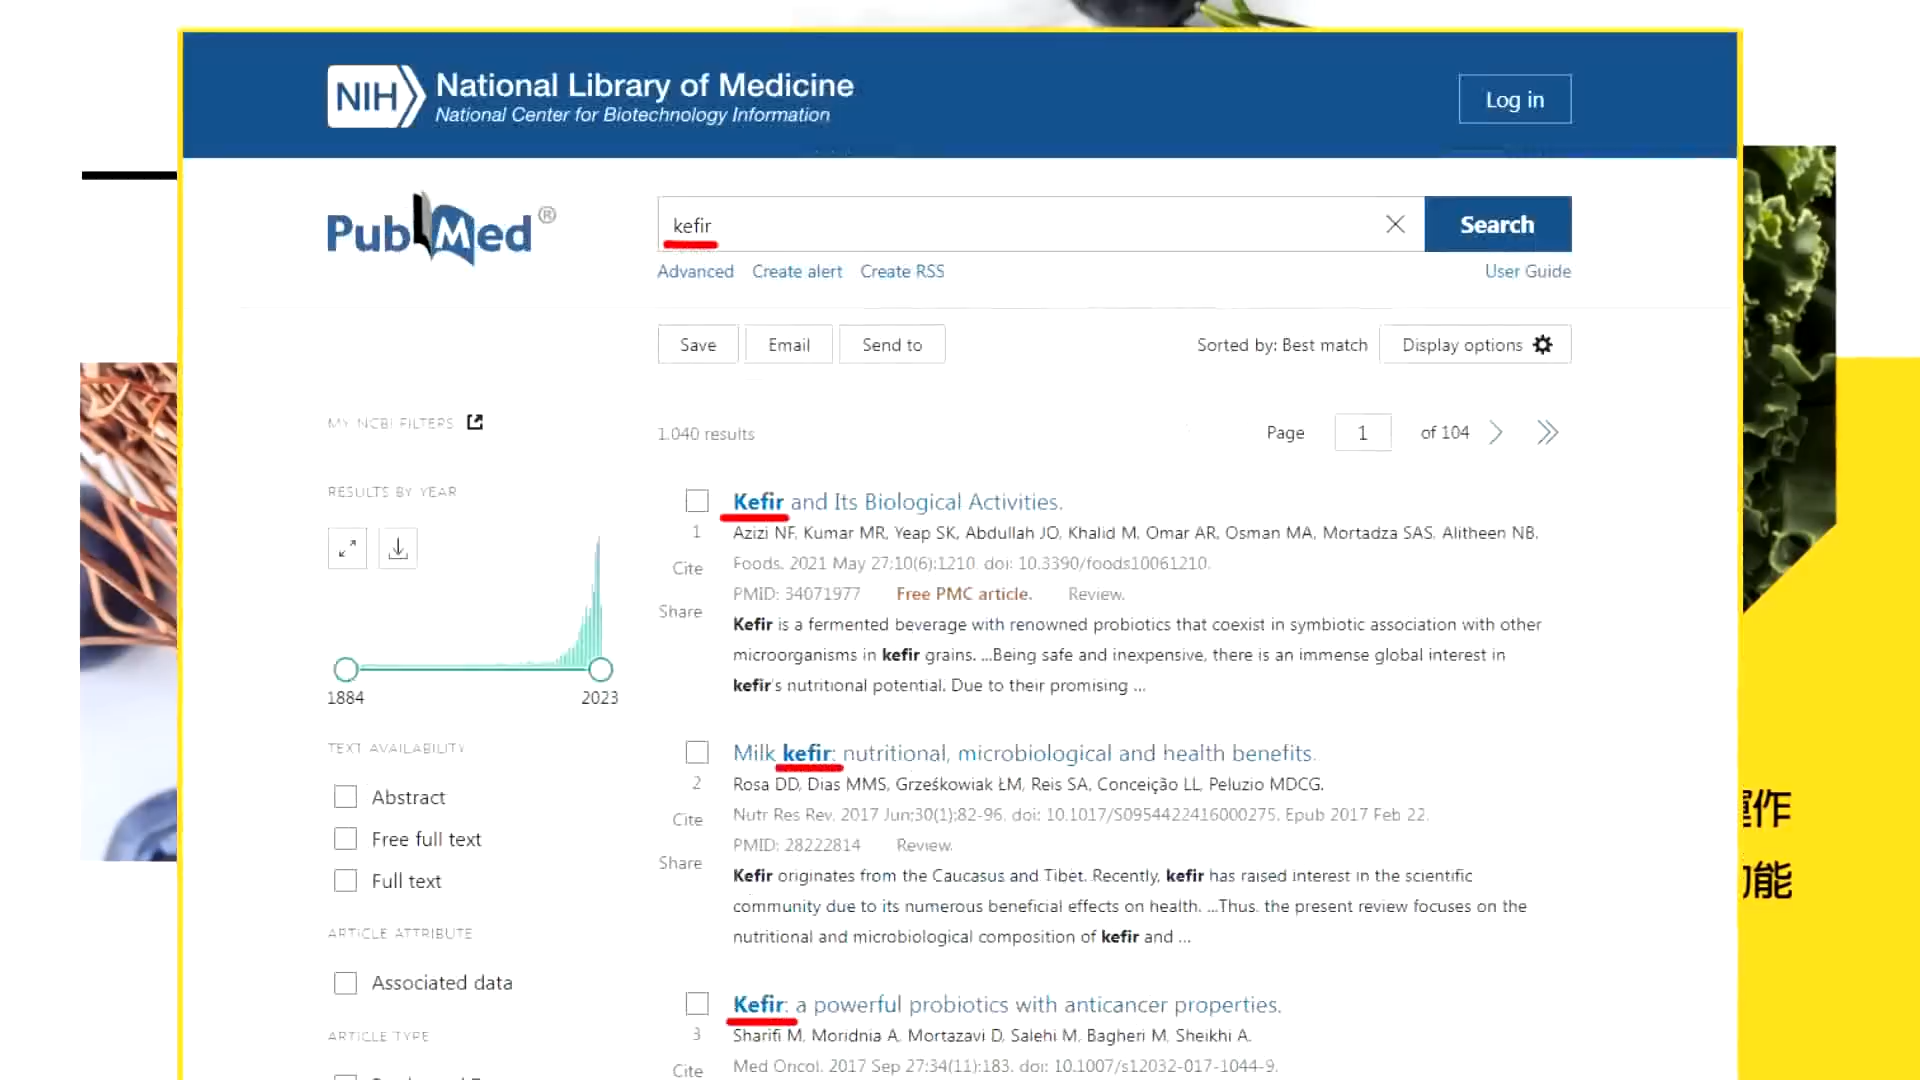 NIH National Library of Medicine
National Center for Biotechnology Information
Log in
PubMed®
kefir
Search
Advanced Create alert Create RSS
User Guide
Save Email Send to
Sorted by: Best match Display options
MY NCBI FILTERS
1.040 results
Page 1 of 104
RESULTS BY YEAR
1884 2023
TEXT AVAILABILITY
Abstract
Free full text
Full text
ARTICLE ATTRIBUTE
Associated data
ARTICLE TYPE
Kefir and Its Biological Activities.
1
Azizi NF, Kumar MR, Yeap SK, Abdullah JO, Khalid M, Omar AR, Osman MA, Mortadza SAS, Alitheen NB.
Cite
Foods. 2021 May 27;10(6):1210. doi: 10.3390/foods10061210.
PMID: 34071977 Free PMC article. Review.
Share
Kefir is a fermented beverage with renowned probiotics that coexist in symbiotic association with other
microorganisms in kefir grains. ...Being safe and inexpensive, there is an immense global interest in
kefir's nutritional potential. Due to their promising ...
Milk kefir: nutritional, microbiological and health benefits.
2
Rosa DD, Dias MMS, Grześkowiak ŁM, Reis SA, Conceição LL, Peluzio MDCG.
Cite
Nutr Res Rev. 2017 Jun;30(1):82-96. doi: 10.1017/S0954422416000275. Epub 2017 Feb 22.
PMID: 28222814 Review.
Share
Kefir originates from the Caucasus and Tibet. Recently, kefir has raised interest in the scientific
community due to its numerous beneficial effects on health. ...Thus, the present review focuses on the
nutritional and microbiological composition of kefir and ...
Kefir: a powerful probiotics with anticancer properties.
3
Sharifi M, Moridnia A, Mortazavi D, Salehi M, Bagheri M, Sheikhi A.
Cite
Med Oncol. 2017 Sep 27;34(11):183. doi: 10.1007/s12032-017-1044-9.
作
能